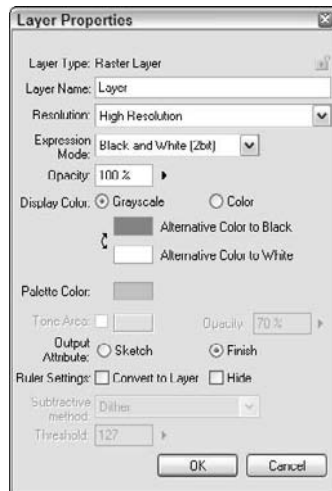 Layer Properties
Layer Type: Raster Layer
Layer Name: Layer
Resolution: High Resolution
Expression Mode: Black and White (2bit)
Opacity: 100 %
Display Color: Grayscale Color
Alternative Color to Black
Alternative Color to White
Palette Color:
Tone Area: Opacity: 70 %
Output Attribute: Sketch Finish
Ruler Settings: Convert to Layer Hide
Subtractive method: Dither
Threshold: 127
OK Cancel